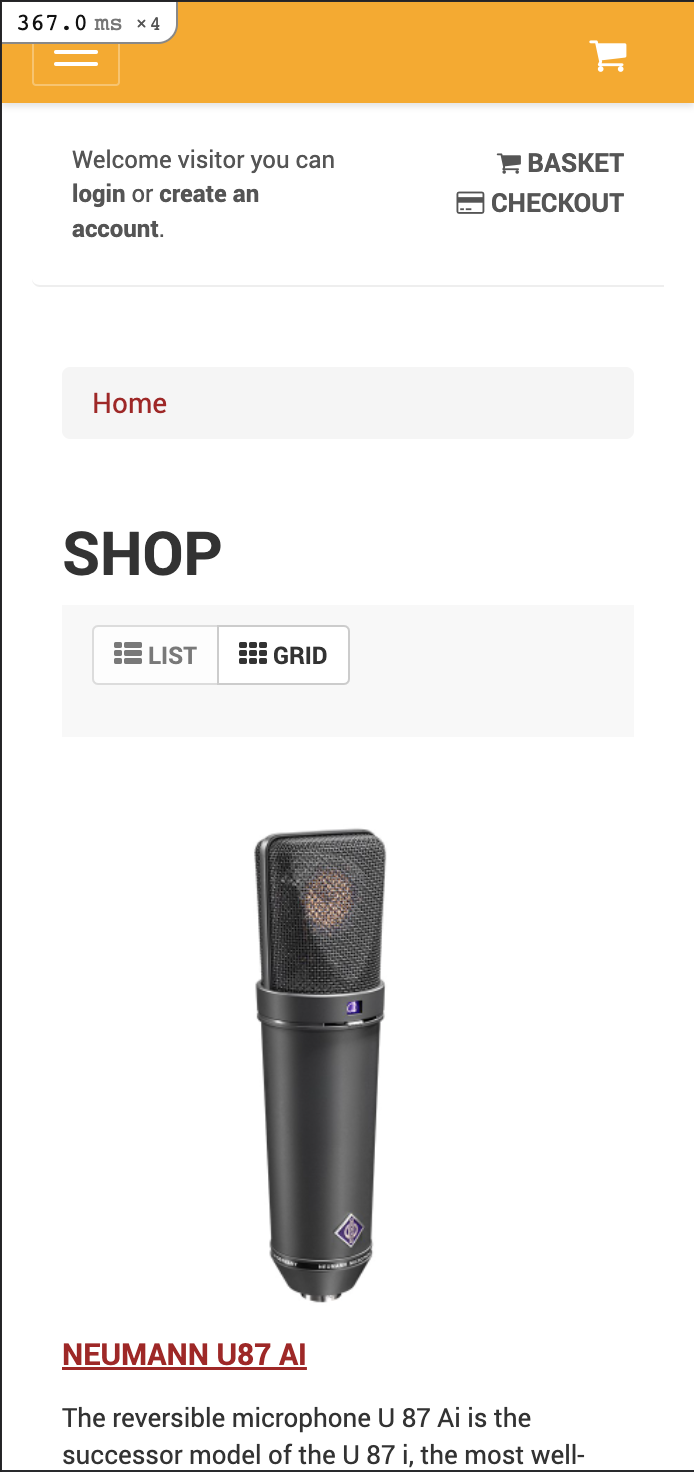 367.0 ms ×4
Welcome visitor you can
login or create an
account.
BASKET
CHECKOUT
Home
SHOP
LIST
GRID
NEUMANN U87 AI
The reversible microphone U 87 Ai is the
successor model of the U 87 i, the most well-